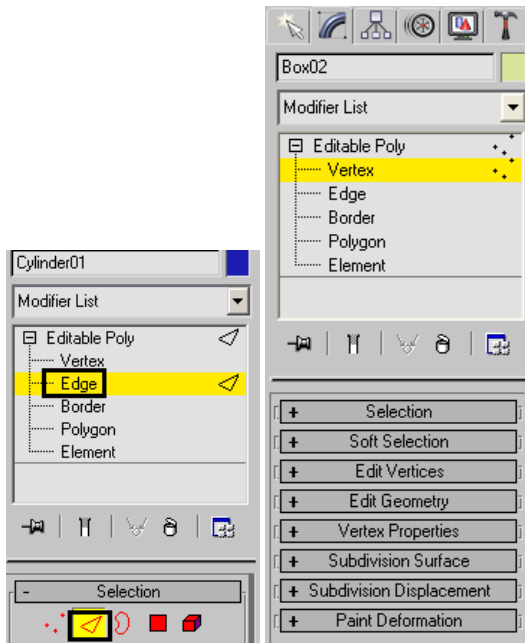 Cylinder01
Modifier List
Editable Poly
Vertex
Edge
Border
Polygon
Element
- Selection
Box02
Modifier List
Editable Poly
Vertex
Edge
Border
Polygon
Element
+ Selection
+ Soft Selection
+ Edit Vertices
+ Edit Geometry
+ Vertex Properties
+ Subdivision Surface
+ Subdivision Displacement
+ Paint Deformation